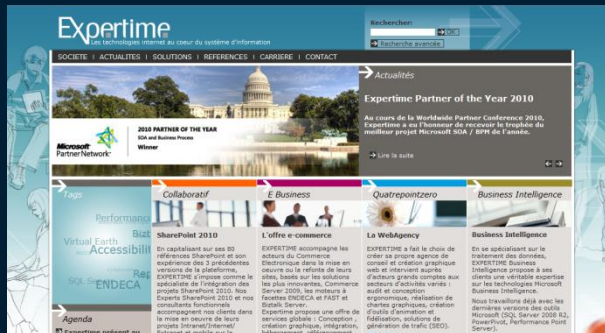 Expertime
Les technologies internet au coeur du système d'information
Rechercher:
OK
Recherche avancée
SOCIETE I ACTUALITES I SOLUTIONS I REFERENCES I CARRIERE I CONTACT
Actualités
Expertime Partner of the Year 2010
Au cours de la Worldwide Partner Conference 2010,
Expertime a eu l'honneur de recevoir le trophée du
meilleur projet Microsoft SOA / BPM de l'année.
Lire la suite
Microsoft
Partner Network
2010 PARTNER OF THE YEAR
SOA and Business Process
Winner
Tags
Performance
Bizt
Virtual Earth
Accessibilit
SQL
Rep
ENDECA
Agenda
Expertime présent au
Collaboratif
SharePoint 2010
En capitalisant sur ses 80
références SharePoint et son
expérience des 3 précédentes
versions de la plateforme,
EXPERTIME s'impose comme le
spécialiste de l'intégration des
projets SharePoint 2010. Nos
Experts SharePoint 2010 et nos
consultants fonctionnels
accompagnent nos clients dans
la mise en oeuvre de leurs
projets Intranet/Internet/
E Business
L'offre e-commerce
EXPERTIME accompagne les
acteurs du Commerce
Electronique dans la mise en
oeuvre ou la refonte de leurs
sites, basés sur les solutions
les plus innovantes, Commerce
Server 2009, les moteurs à
facettes ENDECA et FAST et
Biztalk Server.
Expertime propose une offre de
services globale : Conception ,
création graphique, intégration,
hébergement, référencement
Quatrepointzero
La WebAgency
EXPERTIME a fait le choix de
créer sa propre agence de
conseil et création graphique
web et intervient auprès
d'acteurs grands comptes aux
secteurs d'activités variés :
audit et conception
ergonomique, réalisation de
chartes graphiques, création
d'outils d'animation et
fidélisation, solutions de
génération de trafic (SEO).
Business Intelligence
Business Intelligence
En se spécialisant sur le
traitement des données,
EXPERTIME Business
Intelligence propose à ses
clients une véritable expertise
sur les technologies Microsoft
Business Intelligence.
Nous travaillons déjà avec les
dernières versions des outils
Microsoft (SQL Server 2008 R2,
PowerPivot, Performance Point
Server).